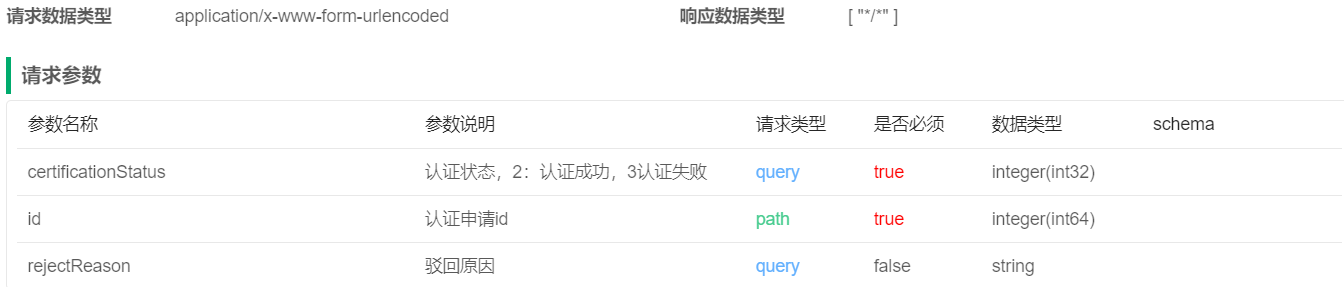 请求数据类型 application/x-www-form-urlencoded 响应数据类型 [ "*/*" ]
请求参数
参数名称 参数说明 请求类型 是否必须 数据类型 schema
certificationStatus 认证状态，2：认证成功，3认证失败 query true integer(int32)
id 认证申请id path true integer(int64)
rejectReason 驳回原因 query false string